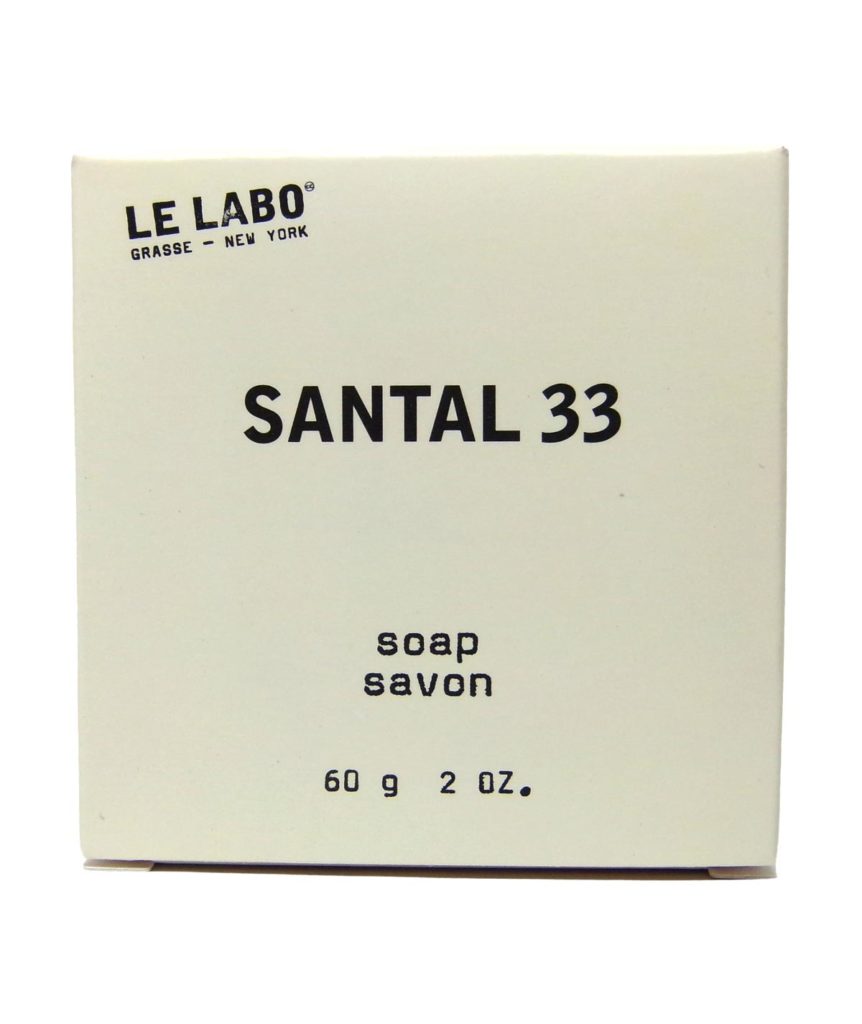 LE LABO
GRASSE — NEW YORK
SANTAL 33
soap
savon
60 g 2 OZ.